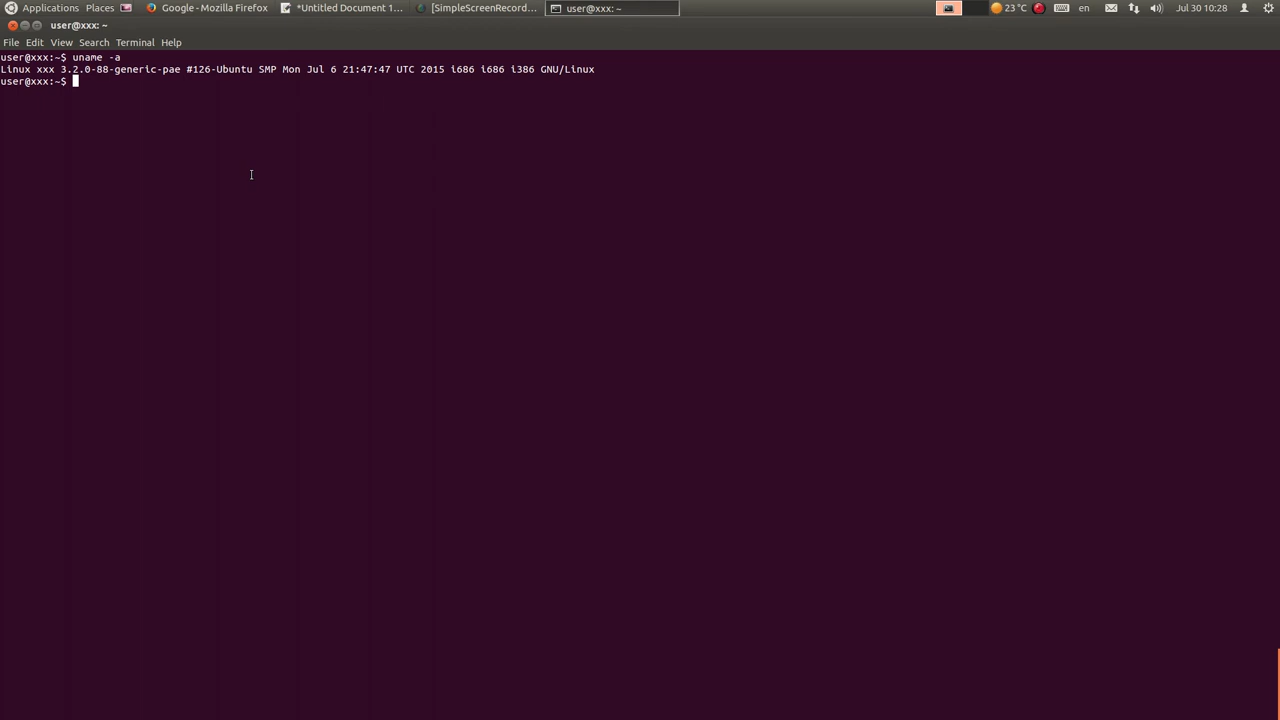 Applications Places Google - Mozilla Firefox *Untitled Document 1... [SimpleScreenRecord... user@xxx: ~ 23 °C en Jul 30 10:28
user@xxx: ~
File Edit View Search Terminal Help
user@xxx:~$ uname -a
Linux xxx 3.2.0-88-generic-pae #126-Ubuntu SMP Mon Jul 6 21:47:47 UTC 2015 i686 i686 i386 GNU/Linux
user@xxx:~$